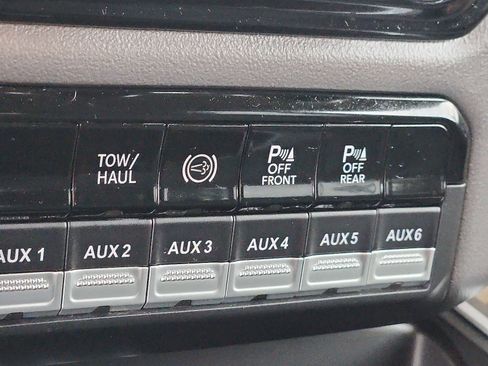 TOW/
HAUL
P
OFF
FRONT
P
OFF
REAR
AUX 1
AUX 2
AUX 3
AUX 4
AUX 5
AUX 6